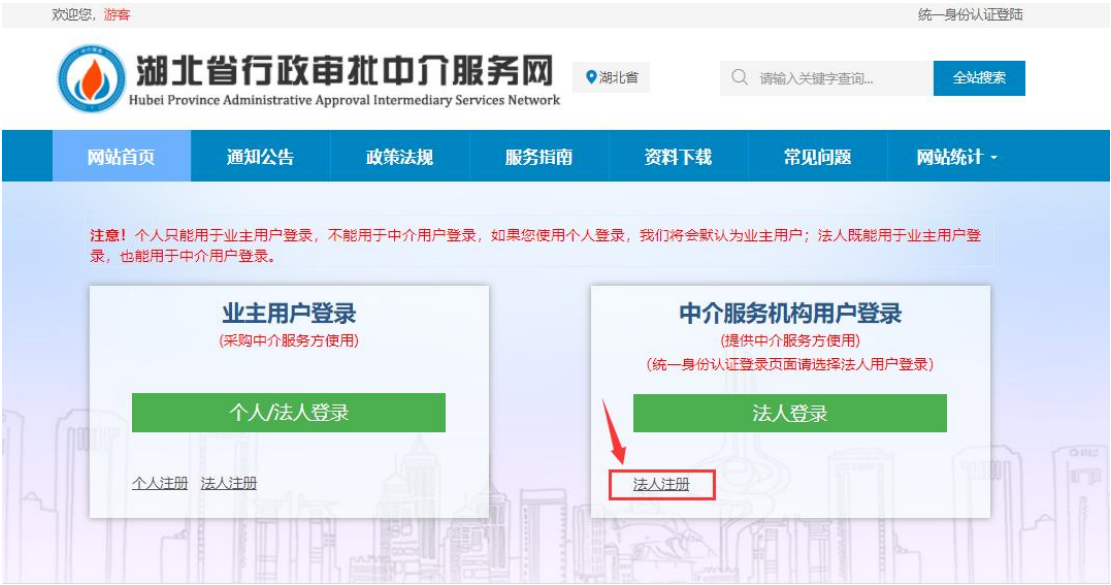 欢迎您，游客
统一身份认证登陆
湖北省行政审批中介服务网
Hubei Province Administrative Approval Intermediary Services Network
湖北省
请输入关键字查询...
全站搜索
网站首页 通知公告 政策法规 服务指南 资料下载 常见问题 网站统计
注意！个人只能用于业主用户登录，不能用于中介用户登录，如果您使用个人登录，我们将会默认为业主用户；法人既能用于业主用户登
录，也能用于中介用户登录。
业主用户登录
(采购中介服务方使用)
个人/法人登录
个人注册 法人注册
中介服务机构用户登录
(提供中介服务方使用)
(统一身份认证登录页面请选择法人用户登录)
法人登录
法人注册